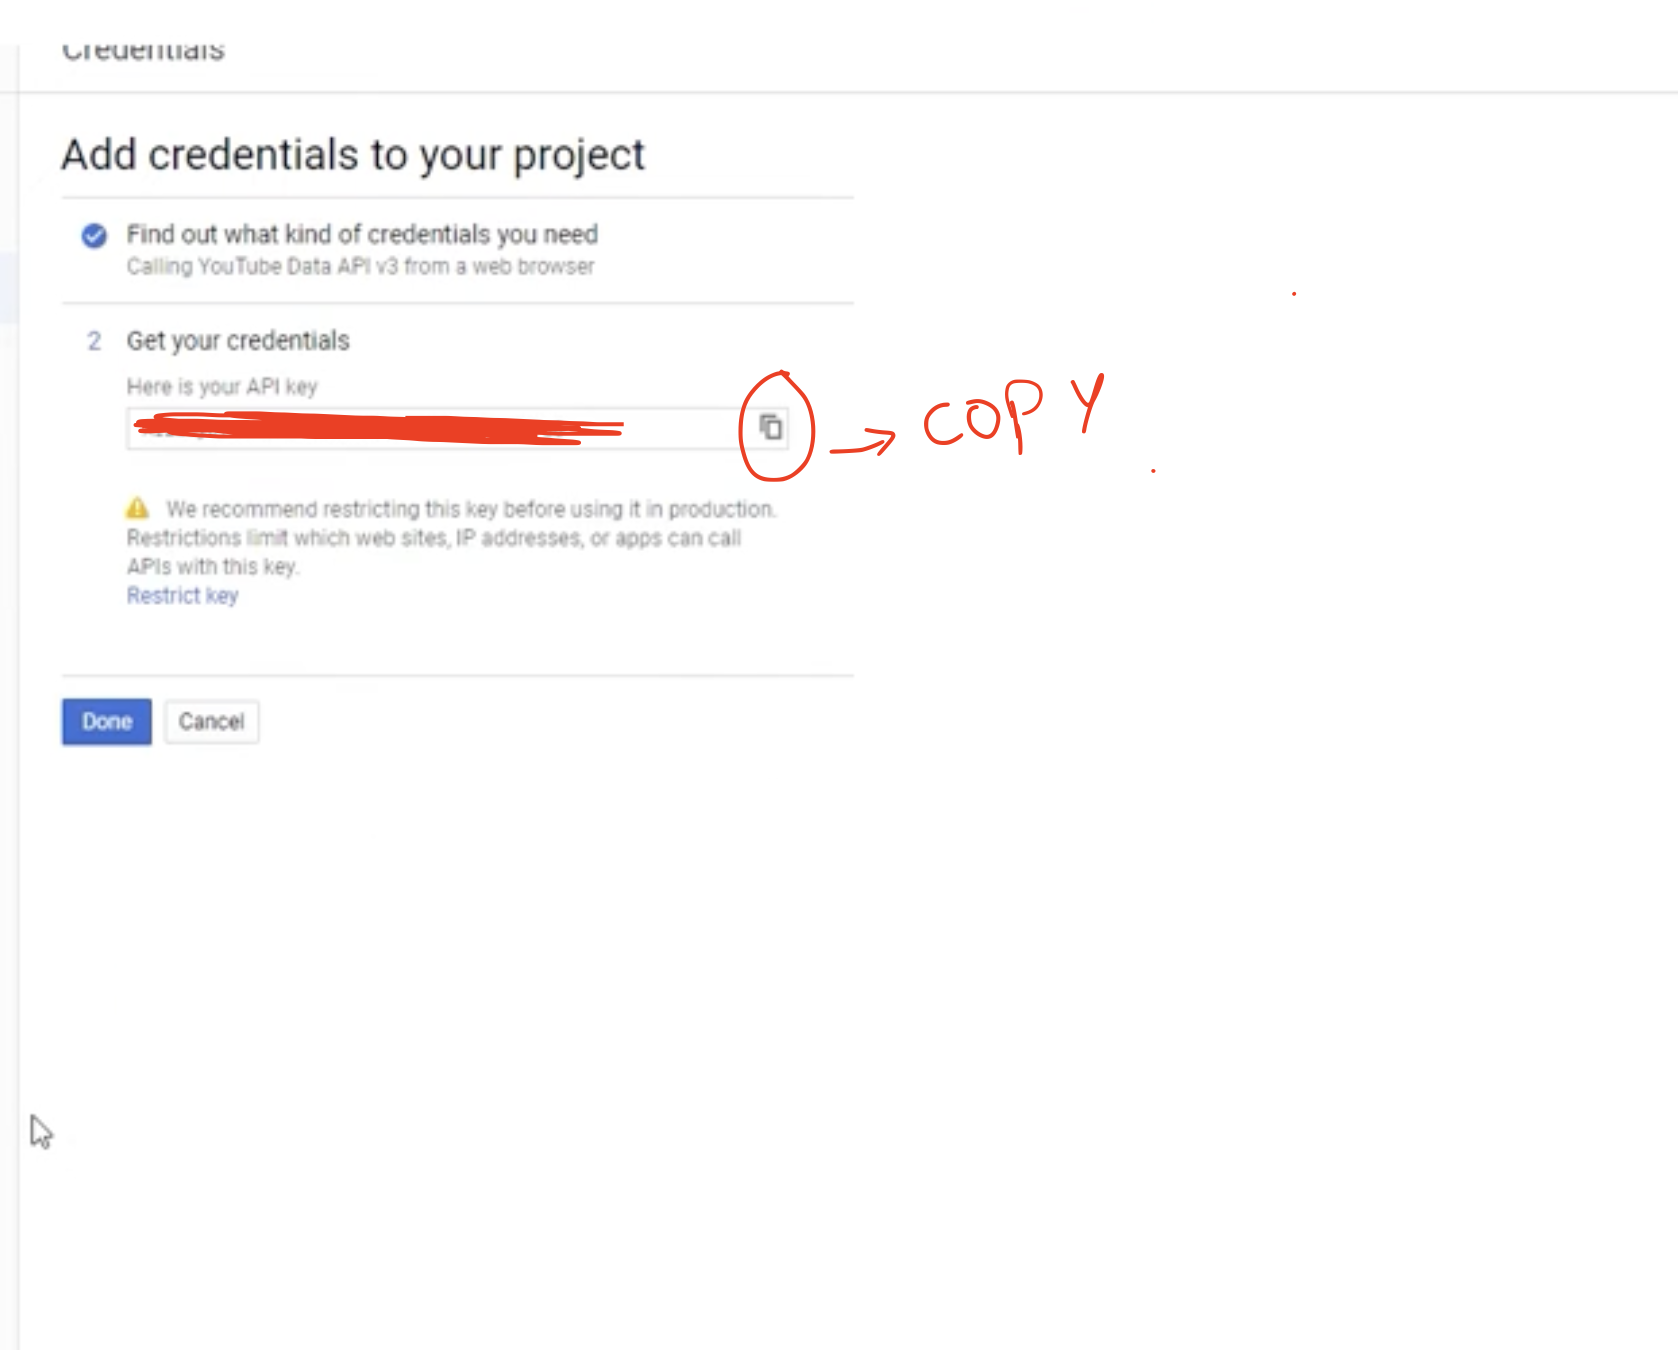 Credentials
Add credentials to your project
Find out what kind of credentials you need
Calling YouTube Data API v3 from a web browser
2 Get your credentials
Here is your API key
COPY
We recommend restricting this key before using it in production.
Restrictions limit which web sites, IP addresses, or apps can call
APIs with this key.
Restrict key
Done Cancel